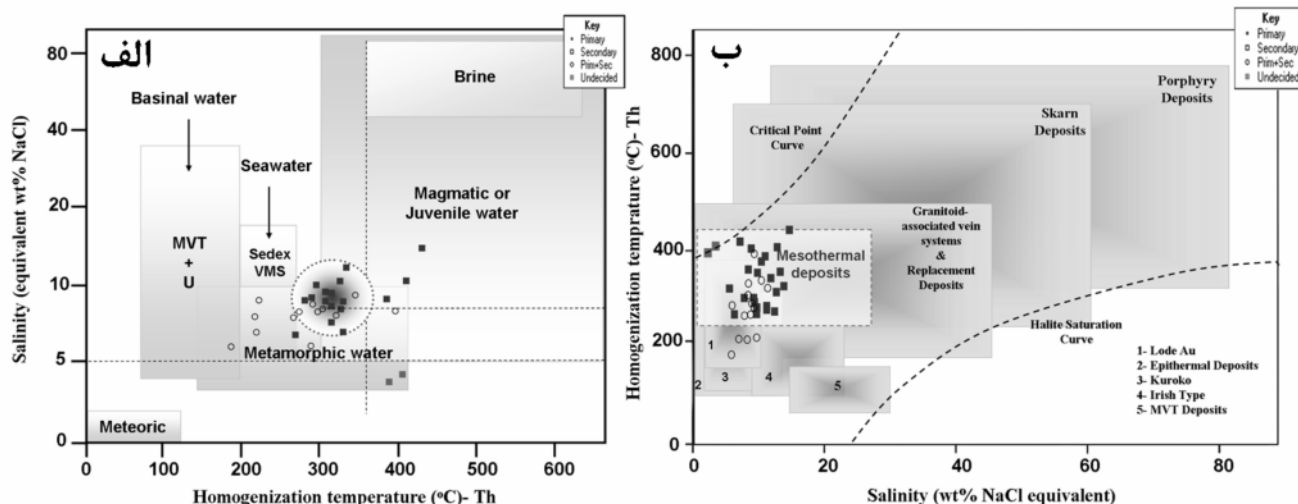 الف
Key
Primary
Secondary
Prim+Sec
Undecided
80
40
20
10
5
0
Salinity (equivalent wt% NaCl)
Basinal water
Seawater
Brine
MVT
+
U
Sedex
VMS
Magmatic or
Juvenile water
Metamorphic water
Meteoric
0
100
200
300
400
500
600
Homogenization temperature (ºC)- Th
ب
Key
Primary
Secondary
Prim+Sec
Undecided
800
600
400
200
0
Homogenization temprature (ºC)- Th
Critical Point
Curve
Porphyry
Deposits
Skarn
Deposits
Granitoid-
associated vein
systems
&
Replacement
Deposits
Mesothermal
deposits
Halite Saturation
Curve
1
2
3
4
5
1- Lode Au
2- Epithermal Deposits
3- Kuroko
4- Irish Type
5- MVT Deposits
0
20
40
60
80
Salinity (wt% NaCl equivalent)